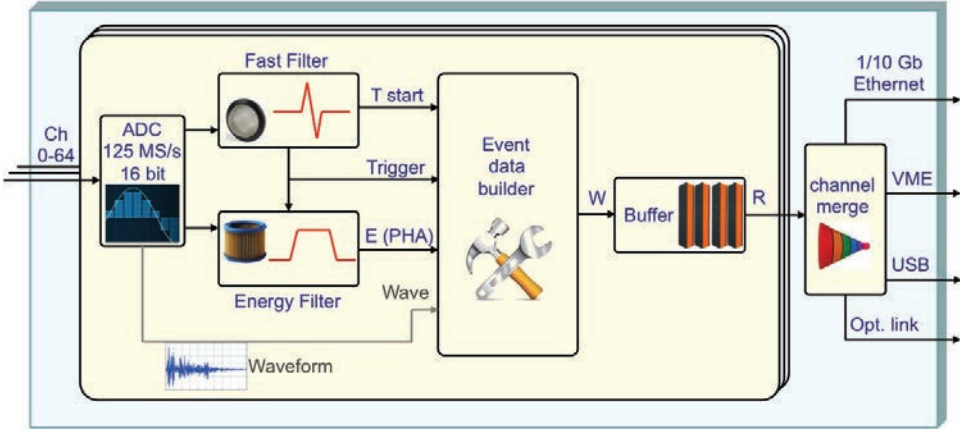 Ch
0-64
ADC
125 MS/s
16 bit
Fast Filter
T start
Trigger
E (PHA)
Energy Filter
Wave
Waveform
Event
data
builder
W
Buffer
R
channel
merge
1/10 Gb
Ethernet
VME
USB
Opt. link